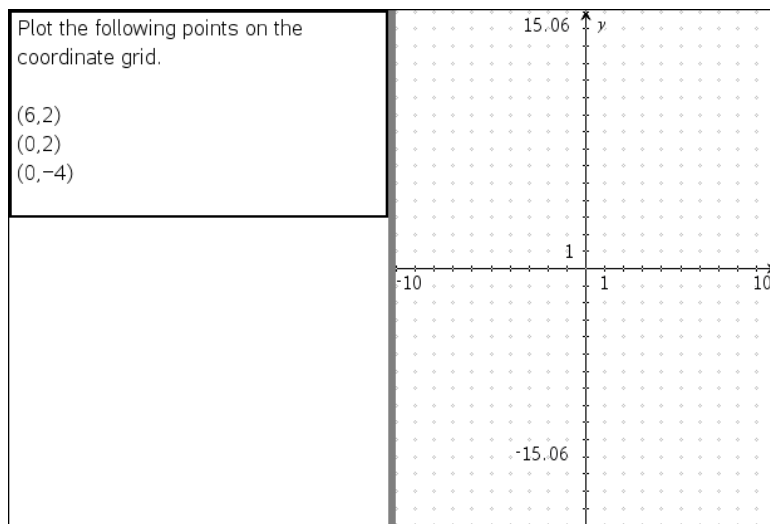 Plot the following points on the
coordinate grid.
(6,2)
(0,2)
(0,−4)
15.06 y
1
-10 1 10
-15.06